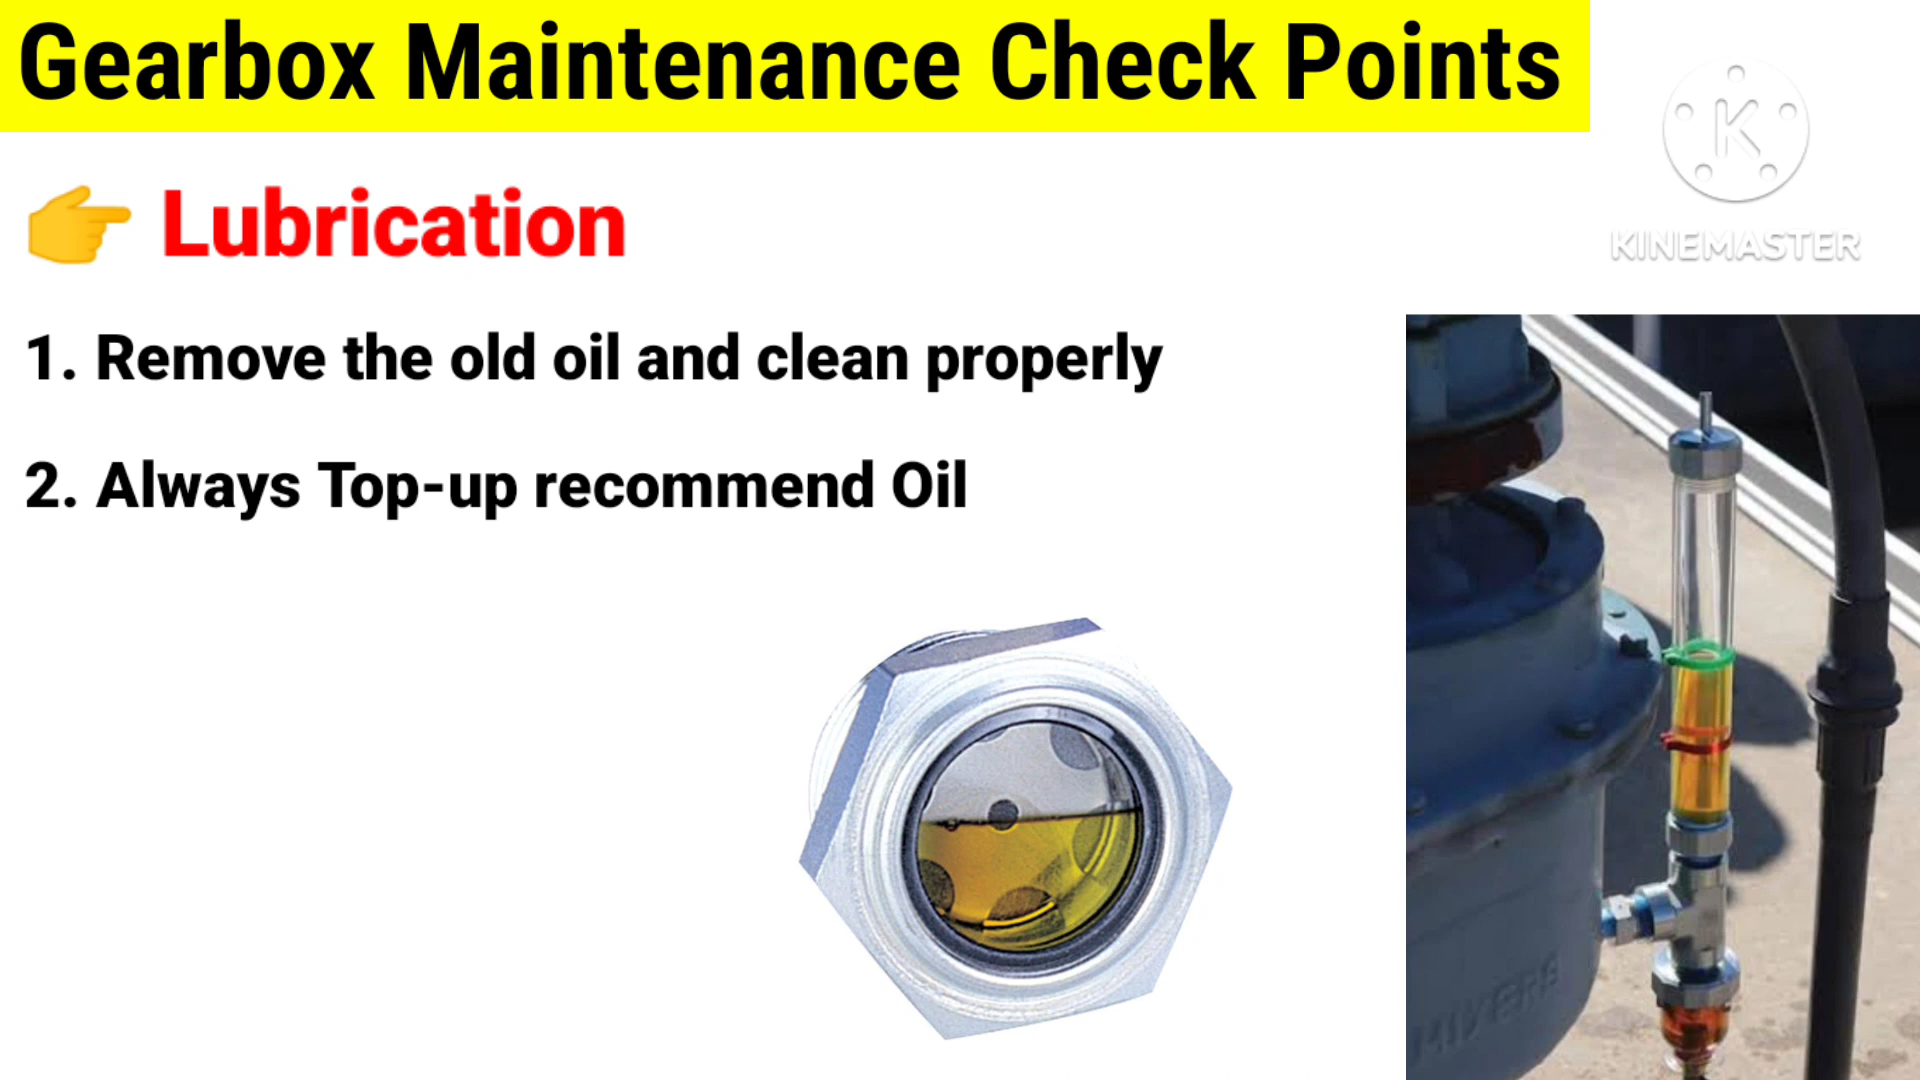 Gearbox Maintenance Check Points
K
KINEMASTER
👉 Lubrication
1. Remove the old oil and clean properly
2. Always Top-up recommend Oil